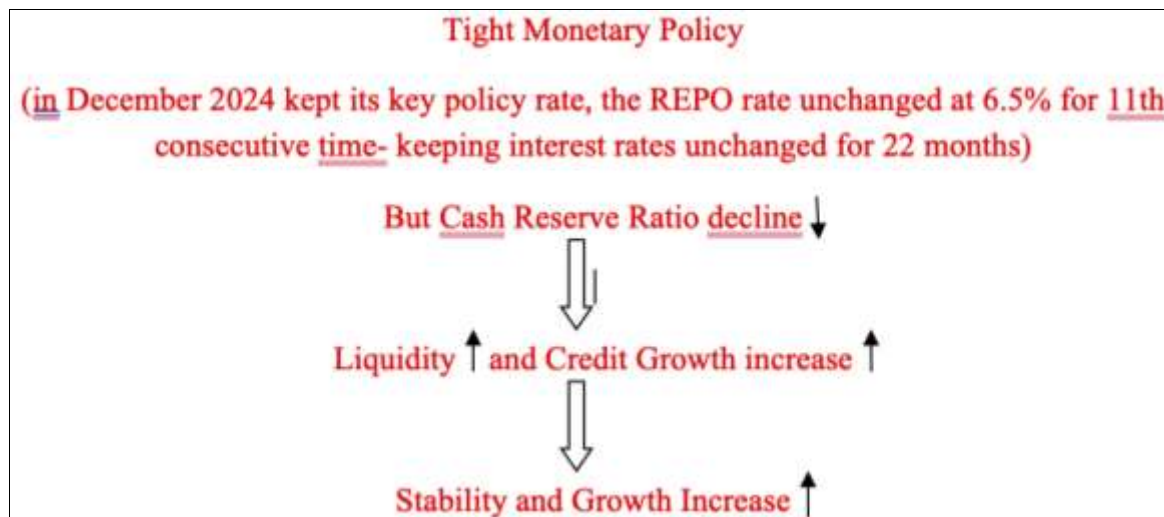 Tight Monetary Policy
(in December 2024 kept its key policy rate, the REPO rate unchanged at 6.5% for 11th
consecutive time- keeping interest rates unchanged for 22 months)
But Cash Reserve Ratio decline
Liquidity and Credit Growth increase
Stability and Growth Increase